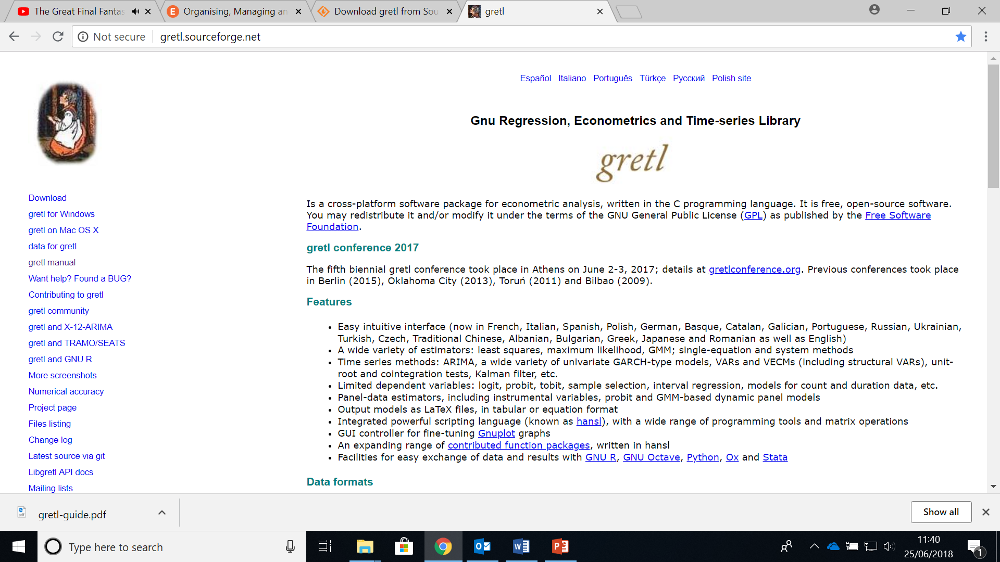 The Great Final Fantas
Organising, Managing an
Download gretl from Sou
gretl
Not secure
gretl.sourceforge.net
Español Italiano Português Türkçe Русский Polish site
Gnu Regression, Econometrics and Time-series Library
gretl
Is a cross-platform software package for econometric analysis, written in the C programming language. It is free, open-source software.
You may redistribute it and/or modify it under the terms of the GNU General Public License (GPL) as published by the Free Software
Foundation.
gretl conference 2017
The fifth biennial gretl conference took place in Athens on June 2-3, 2017; details at gretlconference.org. Previous conferences took place
in Berlin (2015), Oklahoma City (2013), Toruń (2011) and Bilbao (2009).
Features
• Easy intuitive interface (now in French, Italian, Spanish, Polish, German, Basque, Catalan, Galician, Portuguese, Russian, Ukrainian,
Turkish, Czech, Traditional Chinese, Albanian, Bulgarian, Greek, Japanese and Romanian as well as English)
• A wide variety of estimators: least squares, maximum likelihood, GMM; single-equation and system methods
• Time series methods: ARIMA, a wide variety of univariate GARCH-type models, VARs and VECMs (including structural VARs), unit-
root and cointegration tests, Kalman filter, etc.
• Limited dependent variables: logit, probit, tobit, sample selection, interval regression, models for count and duration data, etc.
• Panel-data estimators, including instrumental variables, probit and GMM-based dynamic panel models
• Output models as LaTeX files, in tabular or equation format
• Integrated powerful scripting language (known as hansl), with a wide range of programming tools and matrix operations
• GUI controller for fine-tuning Gnuplot graphs
• An expanding range of contributed function packages, written in hansl
• Facilities for easy exchange of data and results with GNU R, GNU Octave, Python, Ox and Stata
Data formats
Download
gretl for Windows
gretl on Mac OS X
data for gretl
gretl manual
Want help? Found a BUG?
Contributing to gretl
gretl community
gretl and X-12-ARIMA
gretl and TRAMO/SEATS
gretl and GNU R
More screenshots
Numerical accuracy
Project page
Files listing
Change log
Latest source via git
Libgretl API docs
Mailing lists
gretl-guide.pdf
Show all
Type here to search
11:40
25/06/2018
1